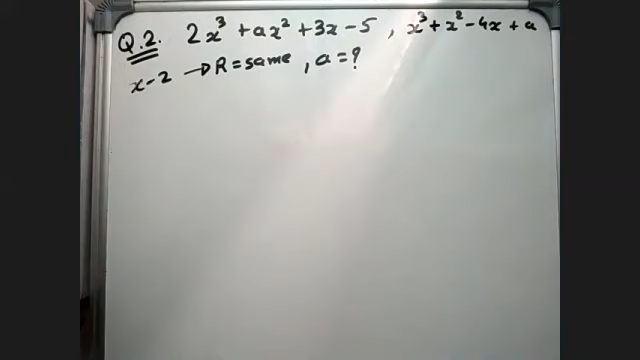 Q.2. 2x³ + ax² + 3x - 5 , x³ + x² - 4x + a
x - 2 → R = same , a = ?